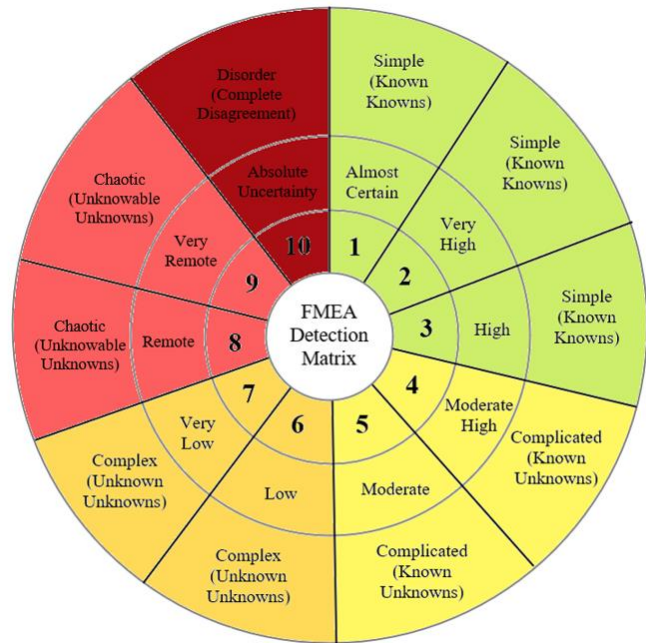 FMEA
Detection
Matrix
1
Almost
Certain
Simple
(Known
Knowns)
2
Very
High
Simple
(Known
Knowns)
3
High
Simple
(Known
Knowns)
4
Moderate
High
Complicated
(Known
Unknowns)
5
Moderate
Complicated
(Known
Unknowns)
6
Low
Complex
(Unknown
Unknowns)
7
Very
Low
Complex
(Unknown
Unknowns)
8
Remote
Chaotic
(Unknowable
Unknowns)
9
Very
Remote
Chaotic
(Unknowable
Unknowns)
10
Absolute
Uncertainty
Disorder
(Complete
Disagreement)